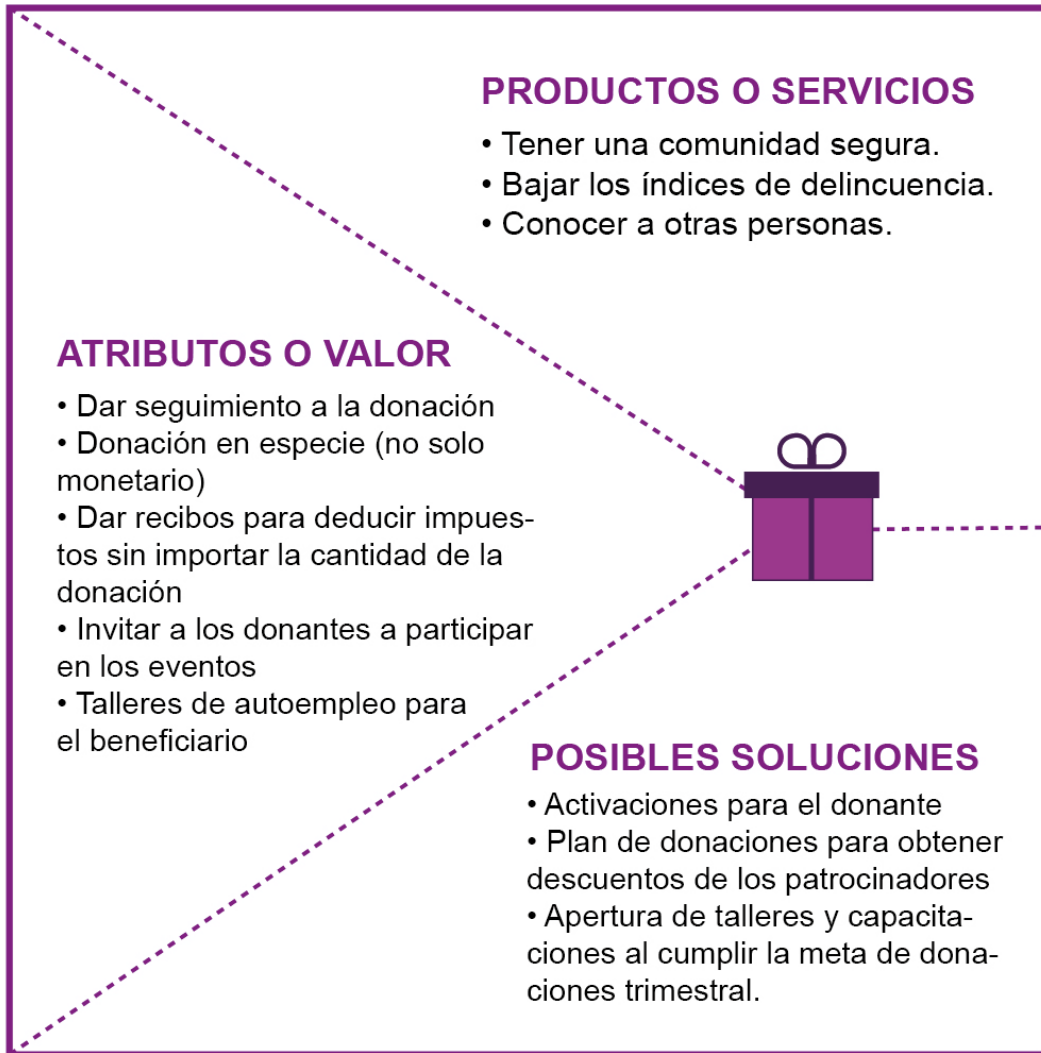 PRODUCTOS O SERVICIOS
• Tener una comunidad segura.
• Bajar los índices de delincuencia.
• Conocer a otras personas.
ATRIBUTOS O VALOR
• Dar seguimiento a la donación
• Donación en especie (no solo
monetario)
• Dar recibos para deducir impues-
tos sin importar la cantidad de la
donación
• Invitar a los donantes a participar
en los eventos
• Talleres de autoempleo para
el beneficiario
POSIBLES SOLUCIONES
• Activaciones para el donante
• Plan de donaciones para obtener
descuentos de los patrocinadores
• Apertura de talleres y capacita-
ciones al cumplir la meta de dona-
ciones trimestral.